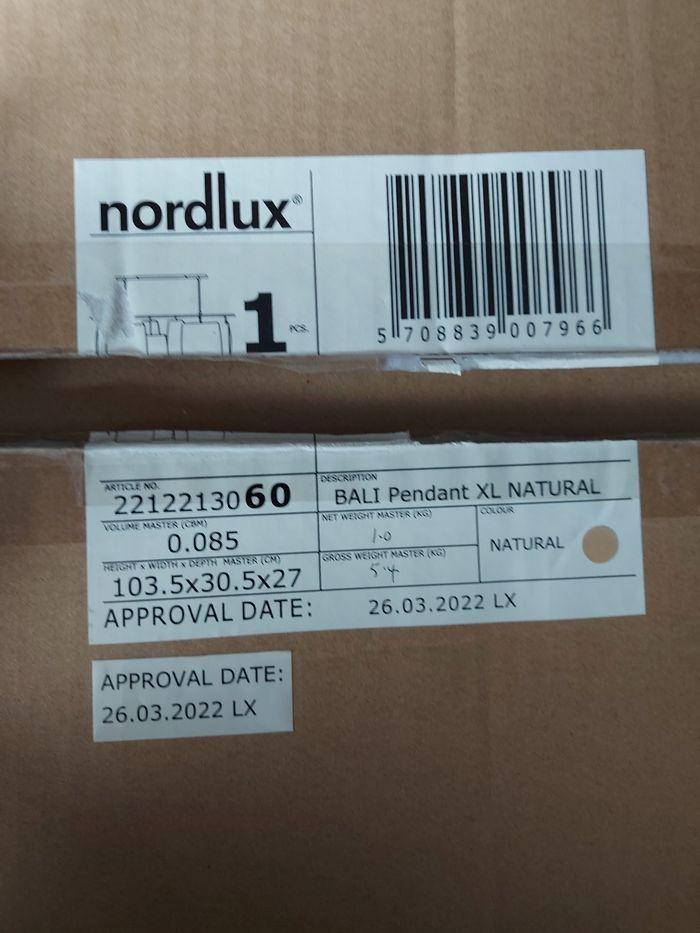 nordlux®
1 PCS.
5 708839 007966
ARTICLE NO.
2212213060
DESCRIPTION
BALI Pendant XL NATURAL
VOLUME MASTER (CBM)
0.085
NET WEIGHT MASTER (KG)
1.0
COLOUR
NATURAL
HEIGHT x WIDTH x DEPTH MASTER (CM)
103.5x30.5x27
GROSS WEIGHT MASTER (KG)
5.4
APPROVAL DATE: 26.03.2022 LX
APPROVAL DATE:
26.03.2022 LX